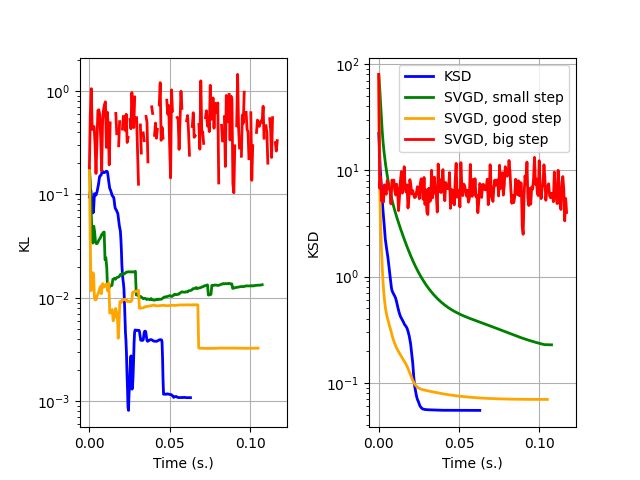 KL
10⁰
10⁻¹
10⁻²
10⁻³
0.00 0.05 0.10
Time (s.)
KSD
10²
10¹
10⁰
10⁻¹
0.00 0.05 0.10
Time (s.)
KSD
SVGD, small step
SVGD, good step
SVGD, big step